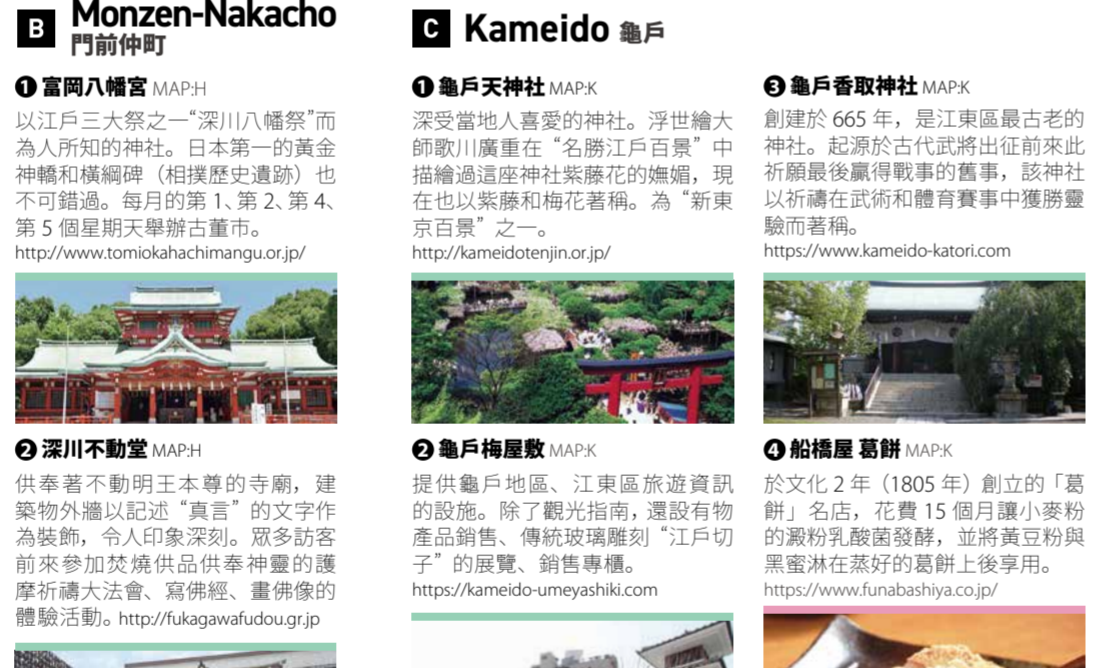 B Monzen-Nakacho
門前仲町
❶ 富岡八幡宮 MAP:H
以江戶三大祭之一“深川八幡祭”而
為人所知的神社。日本第一的黃金
神轎和橫綱碑（相撲歷史遺跡）也
不可錯過。每月的第 1、第 2、第 4、
第 5 個星期天舉辦古董市。
http://www.tomiokahachimangu.or.jp/
❷ 深川不動堂 MAP:H
供奉著不動明王本尊的寺廟，建
築物外牆以記述“真言”的文字作
為裝飾，令人印象深刻。眾多訪客
前來參加焚燒供品供奉神靈的護
摩祈禱大法會、寫佛經、畫佛像的
體驗活動。http://fukagawafudou.gr.jp
C Kameido 龜戶
❶ 龜戶天神社 MAP:K
深受當地人喜愛的神社。浮世繪大
師歌川廣重在“名勝江戶百景”中
描繪過這座神社紫藤花的嫵媚，現
在也以紫藤和梅花著稱。為“新東
京百景”之一。
http://kameidotenjin.or.jp/
❷ 龜戶梅屋敷 MAP:K
提供龜戶地區、江東區旅遊資訊
的設施。除了觀光指南，還設有物
產品銷售、傳統玻璃雕刻“江戶切
子”的展覽、銷售專櫃。
https://kameido-umeyashiki.com
❸ 龜戶香取神社 MAP:K
創建於 665 年，是江東區最古老的
神社。起源於古代武將出征前來此
祈願最後贏得戰事的舊事，該神社
以祈禱在武術和體育賽事中獲勝靈
驗而著稱。
https://www.kameido-katori.com
❹ 船橋屋 葛餅 MAP:K
於文化 2 年（1805 年）創立的「葛
餅」名店，花費 15 個月讓小麥粉
的澱粉乳酸菌發酵，並將黃豆粉與
黑蜜淋在蒸好的葛餅上後享用。
https://www.funabashiya.co.jp/